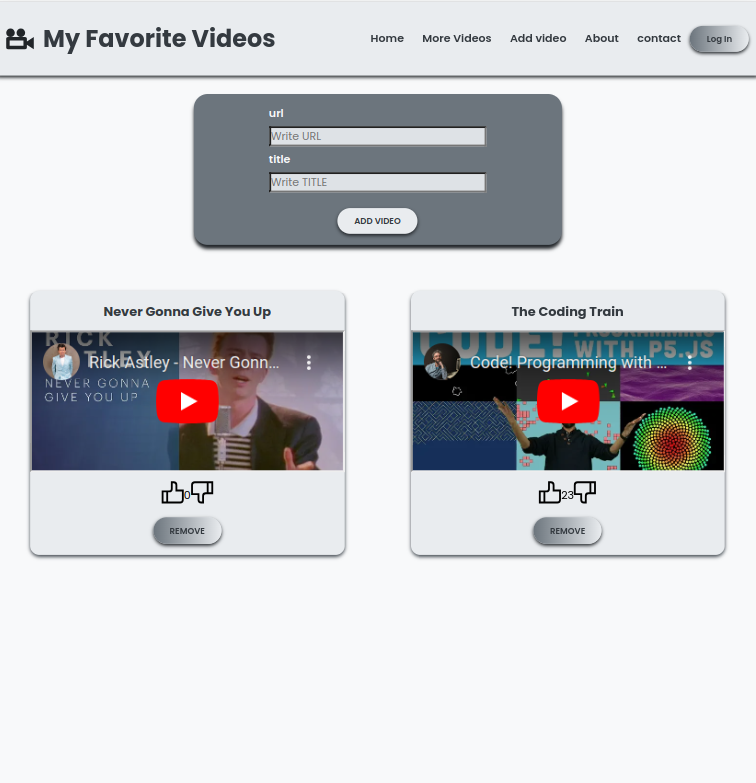 My Favorite Videos
Home More Videos Add video About contact Log In
url
Write URL
title
Write TITLE
ADD VIDEO
Never Gonna Give You Up
RICK
TLEY
Rick Astley - Never Gonn...
NEVER GONNA
GIVE YOU UP
0
REMOVE
The Coding Train
CODE! PROGRAMMING
WITH P5.JS
Code! Programming with ...
23
REMOVE